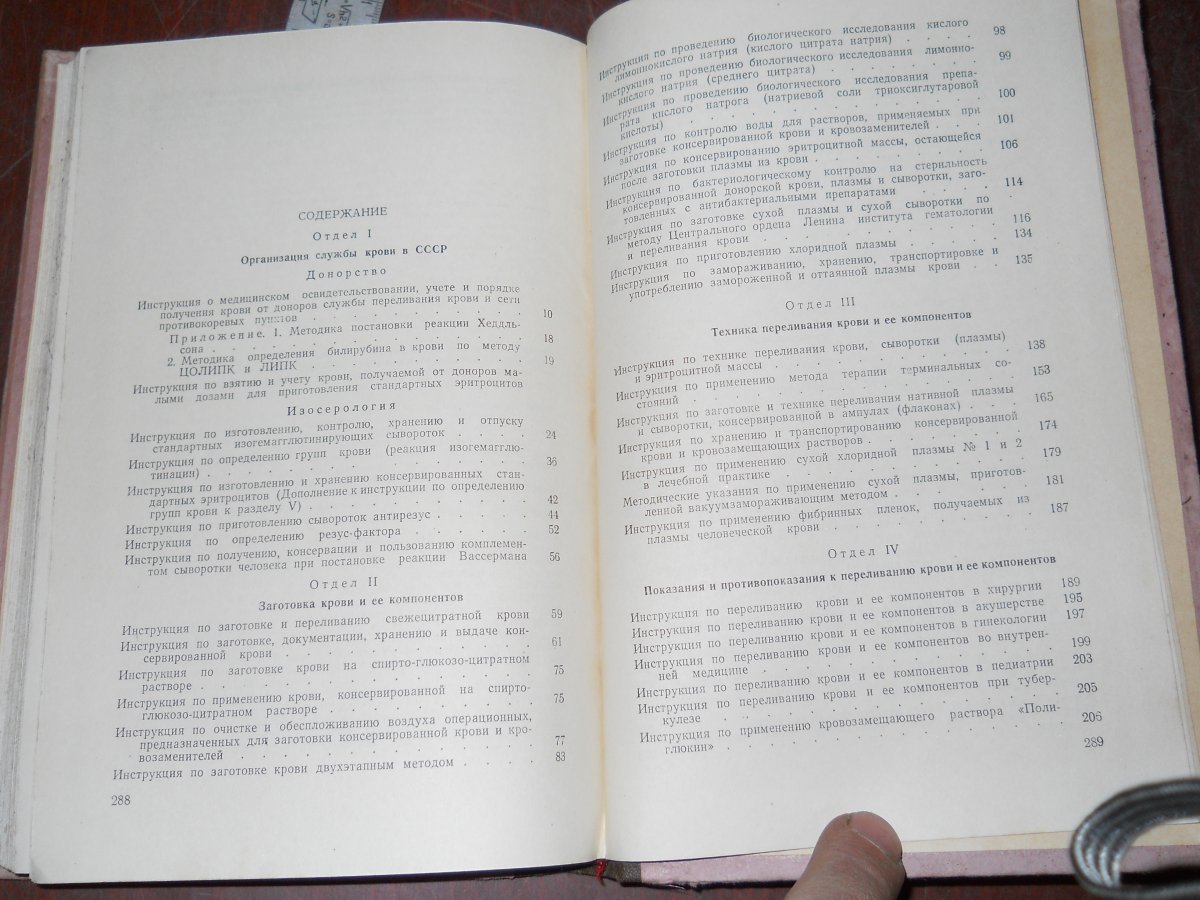 СОДЕРЖАНИЕ
Отдел I
Организация службы крови в СССР
Донорство
Инструкция о медицинском освидетельствовании, учете и порядке
получения крови от доноров службы переливания крови и сети
противокоревых пунктов . . . . . . . . . . 10
Приложение. 1. Методика постановки реакции Хеддль-
сона . . . . . . . . . . 18
2. Методика определения билирубина в крови по методу
ЦОЛИПК и ЛИПК . . . . . . . . 19
Инструкция по взятию и учету крови, получаемой от доноров ма-
лыми дозами для приготовления стандартных эритроцитов
Изосерология
Инструкция по изготовлению, контролю, хранению и отпуску
стандартных изогемагглютинирующих сывороток . . . . 24
Инструкция по определению групп крови (реакция изогемагглю-
тинация) . . . . . . . . . . 36
Инструкция по изготовлению и хранению консервированных стан-
дартных эритроцитов (Дополнение к инструкции по определению
групп крови к разделу V) . . . . . . . . 42
Инструкция по приготовлению сывороток антирезус . . . . 44
Инструкция по определению резус-фактора . . . . . 52
Инструкция по получению, консервации и пользованию комплемен-
том сыворотки человека при постановке реакции Вассермана 56
Отдел II
Заготовка крови и ее компонентов
Инструкция по заготовке и переливанию свежецитратной крови 59
Инструкция по заготовке, документации, хранению и выдаче кон-
сервированной крови . . . . . . . . 61
Инструкция по заготовке крови на спирто-глюкозо-цитратном
растворе . . . . . . . . . . 75
Инструкция по применению крови, консервированной на спирто-
глюкозо-цитратном растворе . . . . . . . 75
Инструкция по очистке и обеспложиванию воздуха операционных,
предназначенных для заготовки консервированной крови и кро-
возаменителей . . . . . . . . . . 77
Инструкция по заготовке крови двухэтапным методом . . . . 83
288
Инструкция по проведению биологического исследования кислого
лимоннокислого натрия (кислого цитрата натрия) . . . . 98
Инструкция по проведению биологического исследования лимонно-
кислого натрия (среднего цитрата) . . . . . . 99
Инструкция по проведению биологического исследования препа-
рата кислого натрога (натриевой соли триоксиглутаровой
кислоты) . . . . . . . . . . 100
Инструкция по контролю воды для растворов, применяемых при
заготовке консервированной крови и кровозаменителей . . . 101
Инструкция по консервированию эритроцитной массы, остающейся
после заготовки плазмы из крови . . . . . . . 106
Инструкция по бактериологическому контролю на стерильность
консервированной донорской крови, плазмы и сыворотки, заго-
товленных с антибактериальными препаратами . . . . 114
Инструкция по заготовке сухой плазмы и сухой сыворотки по
методу Центрального ордена Ленина института гематологии
и переливания крови . . . . . . . . 116
Инструкция по приготовлению хлоридной плазмы . . . . . 134
Инструкция по замораживанию, хранению, транспортировке и
употреблению замороженной и оттаянной плазмы крови . . 135
Отдел III
Техника переливания крови и ее компонентов
Инструкция по технике переливания крови, сыворотки (плазмы)
и эритроцитной массы . . . . . . . . 138
Инструкция по применению метода терапии терминальных со-
стояний . . . . . . . . . . 153
Инструкция по заготовке и технике переливания нативной плазмы
и сыворотки, консервированной в ампулах (флаконах) . . . 165
Инструкция по хранению и транспортированию консервированной
крови и кровозамещающих растворов . . . . . . 174
Инструкция по применению сухой хлоридной плазмы № 1 и 2
в лечебной практике . . . . . . . . 179
Методические указания по применению сухой плазмы, приготов-
ленной вакуумзамораживающим методом . . . . . 181
Инструкция по применению фибринных пленок, получаемых из
плазмы человеческой крови . . . . . . . 187
Отдел IV
Показания и противопоказания к переливанию крови и ее компонентов
Инструкция по переливанию крови и ее компонентов в хирургии 189
Инструкция по переливанию крови и ее компонентов в акушерстве 195
Инструкция по переливанию крови и ее компонентов в гинекологии 197
Инструкция по переливанию крови и ее компонентов во внутрен-
ней медицине . . . . . . . . . 199
Инструкция по переливанию крови и ее компонентов в педиатрии 203
Инструкция по переливанию крови и ее компонентов при тубер-
кулезе . . . . . . . . . . 205
Инструкция по применению кровозамещающего раствора «Поли-
глюкин» . . . . . . . . . . 206
289